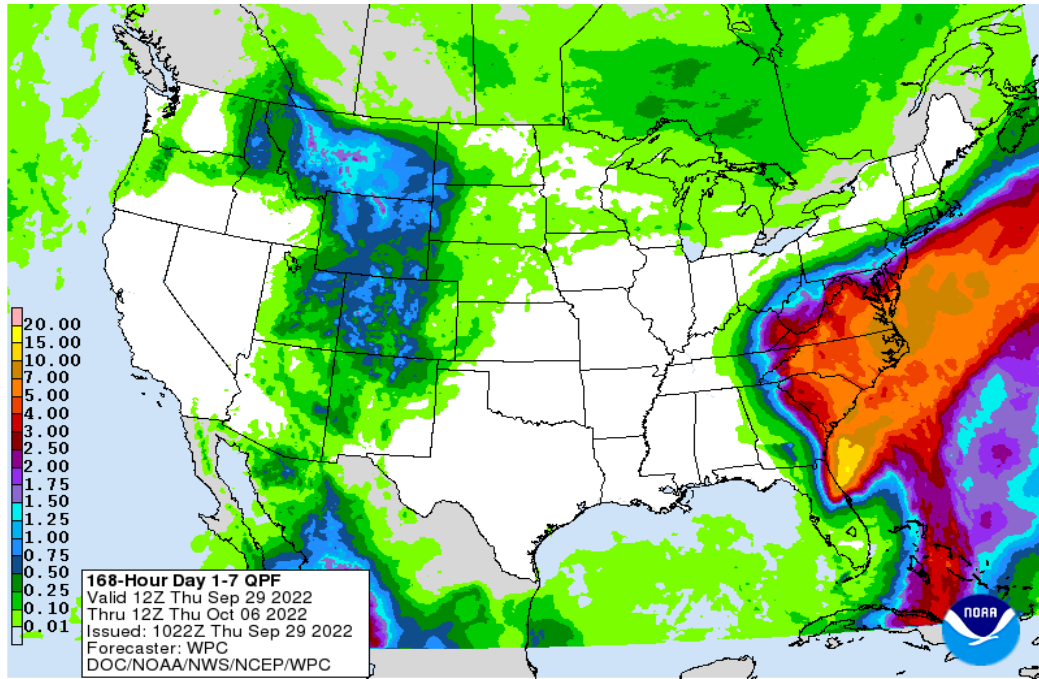 20.00
15.00
10.00
7.00
5.00
4.00
3.00
2.50
2.00
1.75
1.50
1.25
1.00
0.75
0.50
0.25
0.10
0.01
168-Hour Day 1-7 QPF
Valid 12Z Thu Sep 29 2022
Thru 12Z Thu Oct 06 2022
Issued: 1022Z Thu Sep 29 2022
Forecaster: WPC
DOC/NOAA/NWS/NCEP/WPC
NOAA